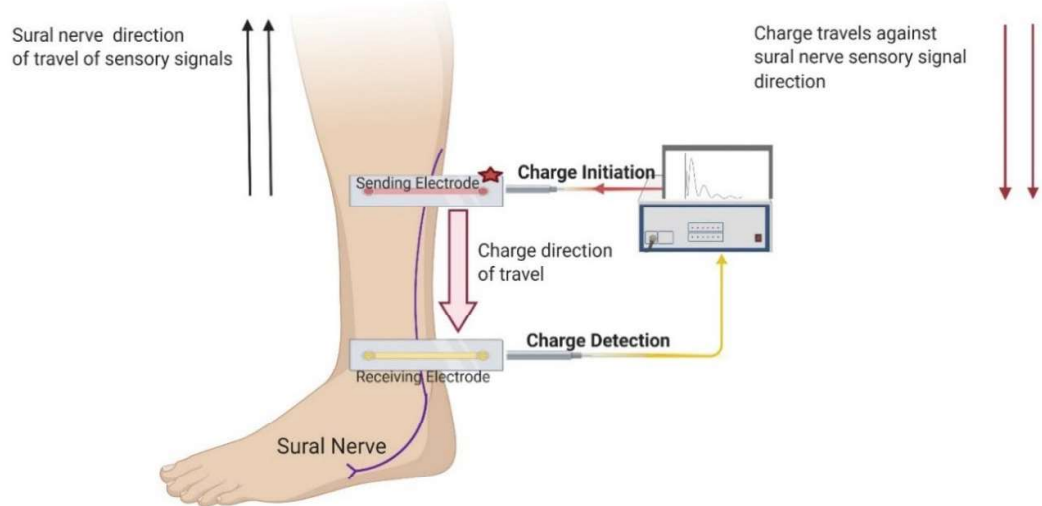 Sural nerve direction
of travel of sensory signals
Charge travels against
sural nerve sensory signal
direction
Sending Electrode
Charge Initiation
Charge direction
of travel
Charge Detection
Receiving Electrode
Sural Nerve